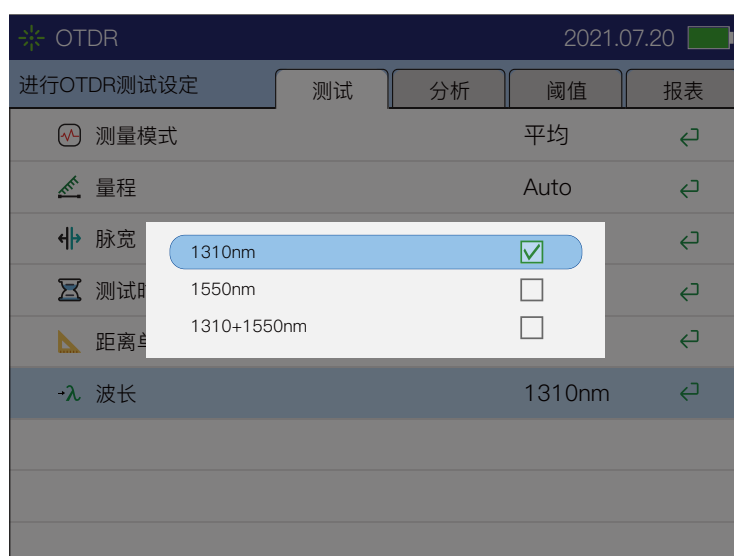 OTDR 2021.07.20
进行OTDR测试设定 测试 分析 阈值 报表
测量模式 平均
量程 Auto
脉宽
1310nm
1550nm
测试
1310+1550nm
距离
波长 1310nm